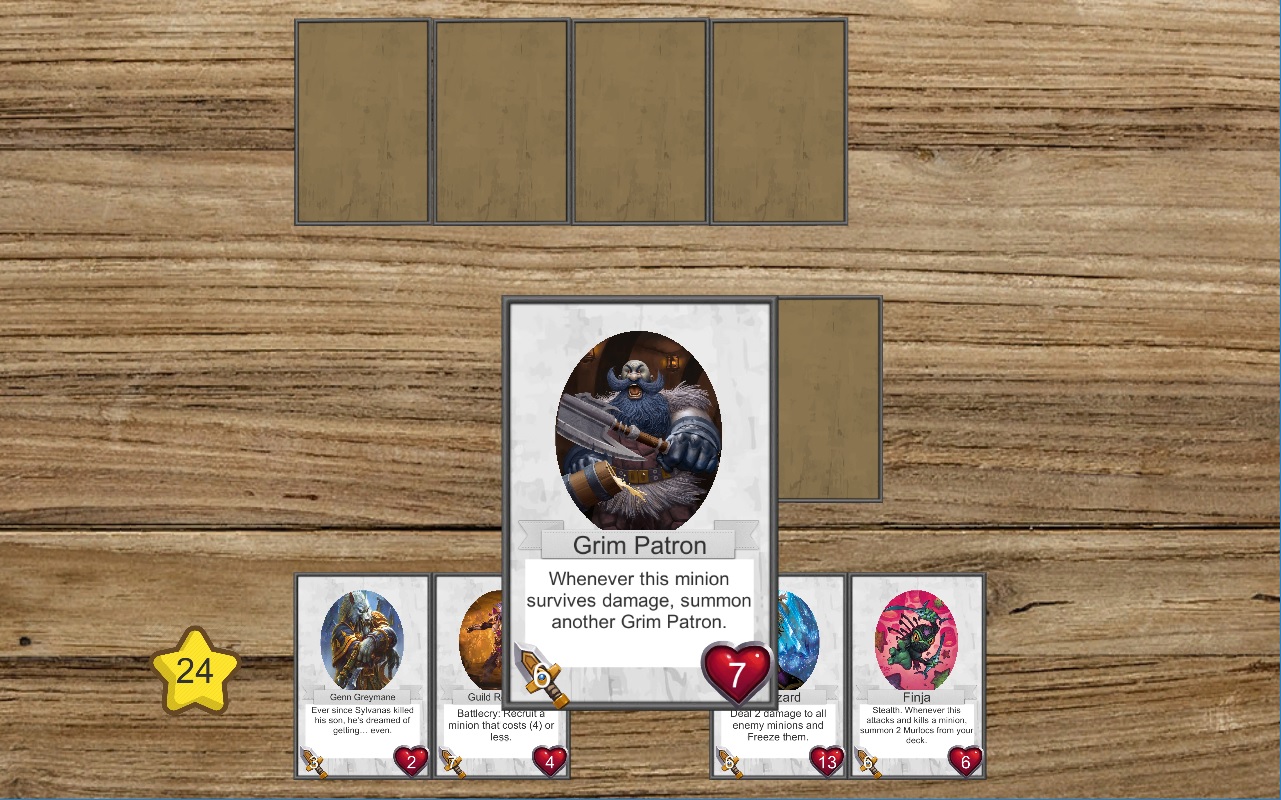 Grim Patron
Whenever this minion
survives damage, summon
another Grim Patron.
6
7
24
Genn Greymane
Ever since Sylvanas killed
his son, he's dreamed of
getting... even.
3
2
Guild
Battlecry: Recruit a
minion that costs (4) or
less.
7
4
Deal 2 damage to all
enemy minions and
Freeze them.
6
13
Finja
Stealth. Whenever this
attacks and kills a minion,
summon 2 Murlocs from your
deck.
6
6